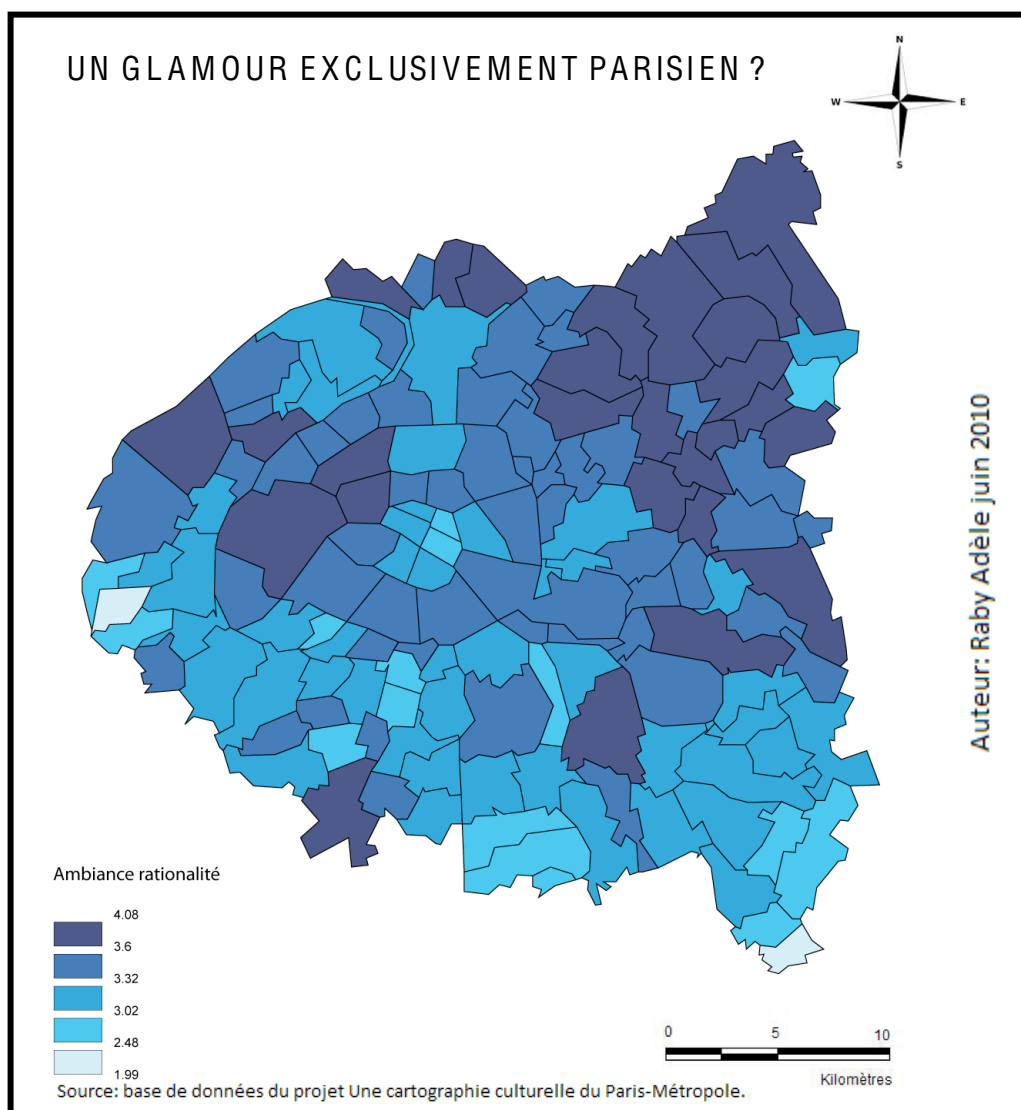 UN GLAMOUR EXCLUSIVEMENT PARISIEN ?
N
W E
S
Auteur: Raby Adèle juin 2010
Ambiance rationalité
4.08
3.6
3.32
3.02
2.48
1.99
0 5 10
Kilomètres
Source: base de données du projet Une cartographie culturelle du Paris-Métropole.